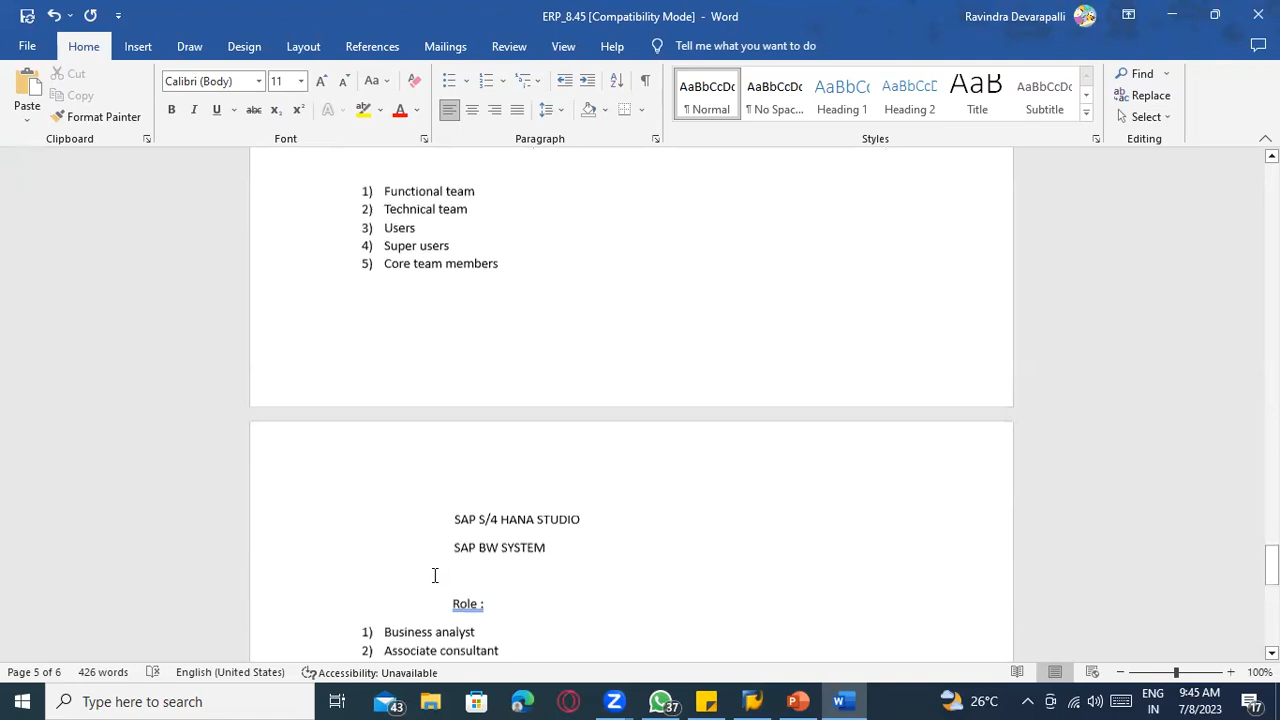 ERP_8.45 [Compatibility Mode] - Word
Ravindra Devarapalli
File Home Insert Draw Design Layout References Mailings Review View Help Tell me what you want to do
Paste
Cut
Copy
Format Painter
Clipboard
Calibri (Body) 11
Font
Paragraph
AaBbCcDc AaBbCcDc AaBbCc AaBbCcD AaB AaBbCcD
¶ Normal ¶ No Spac... Heading 1 Heading 2 Title Subtitle
Styles
Find
Replace
Select
Editing
1) Functional team
2) Technical team
3) Users
4) Super users
5) Core team members
SAP S/4 HANA STUDIO
SAP BW SYSTEM
Role :
1) Business analyst
2) Associate consultant
Page 5 of 6 426 words English (United States) Accessibility: Unavailable 100%
Type here to search
43
37
26°C
ENG
IN
9:45 AM
7/8/2023
17